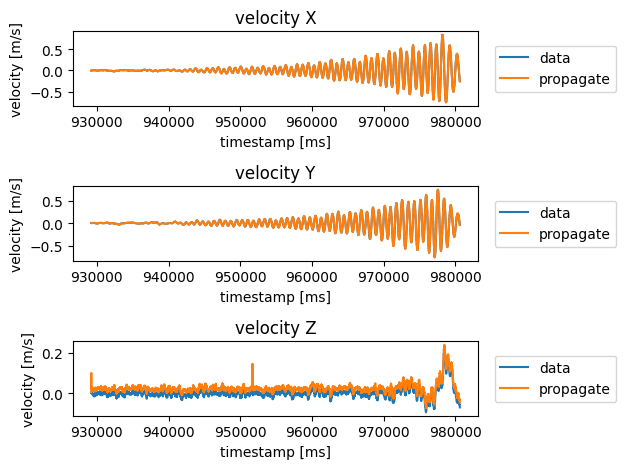 velocity X
velocity [m/s]
0.5
0.0
−0.5
930000 940000 950000 960000 970000 980000
timestamp [ms]
data
propagate
velocity Y
velocity [m/s]
0.5
0.0
−0.5
930000 940000 950000 960000 970000 980000
timestamp [ms]
data
propagate
velocity Z
velocity [m/s]
0.2
0.0
930000 940000 950000 960000 970000 980000
timestamp [ms]
data
propagate